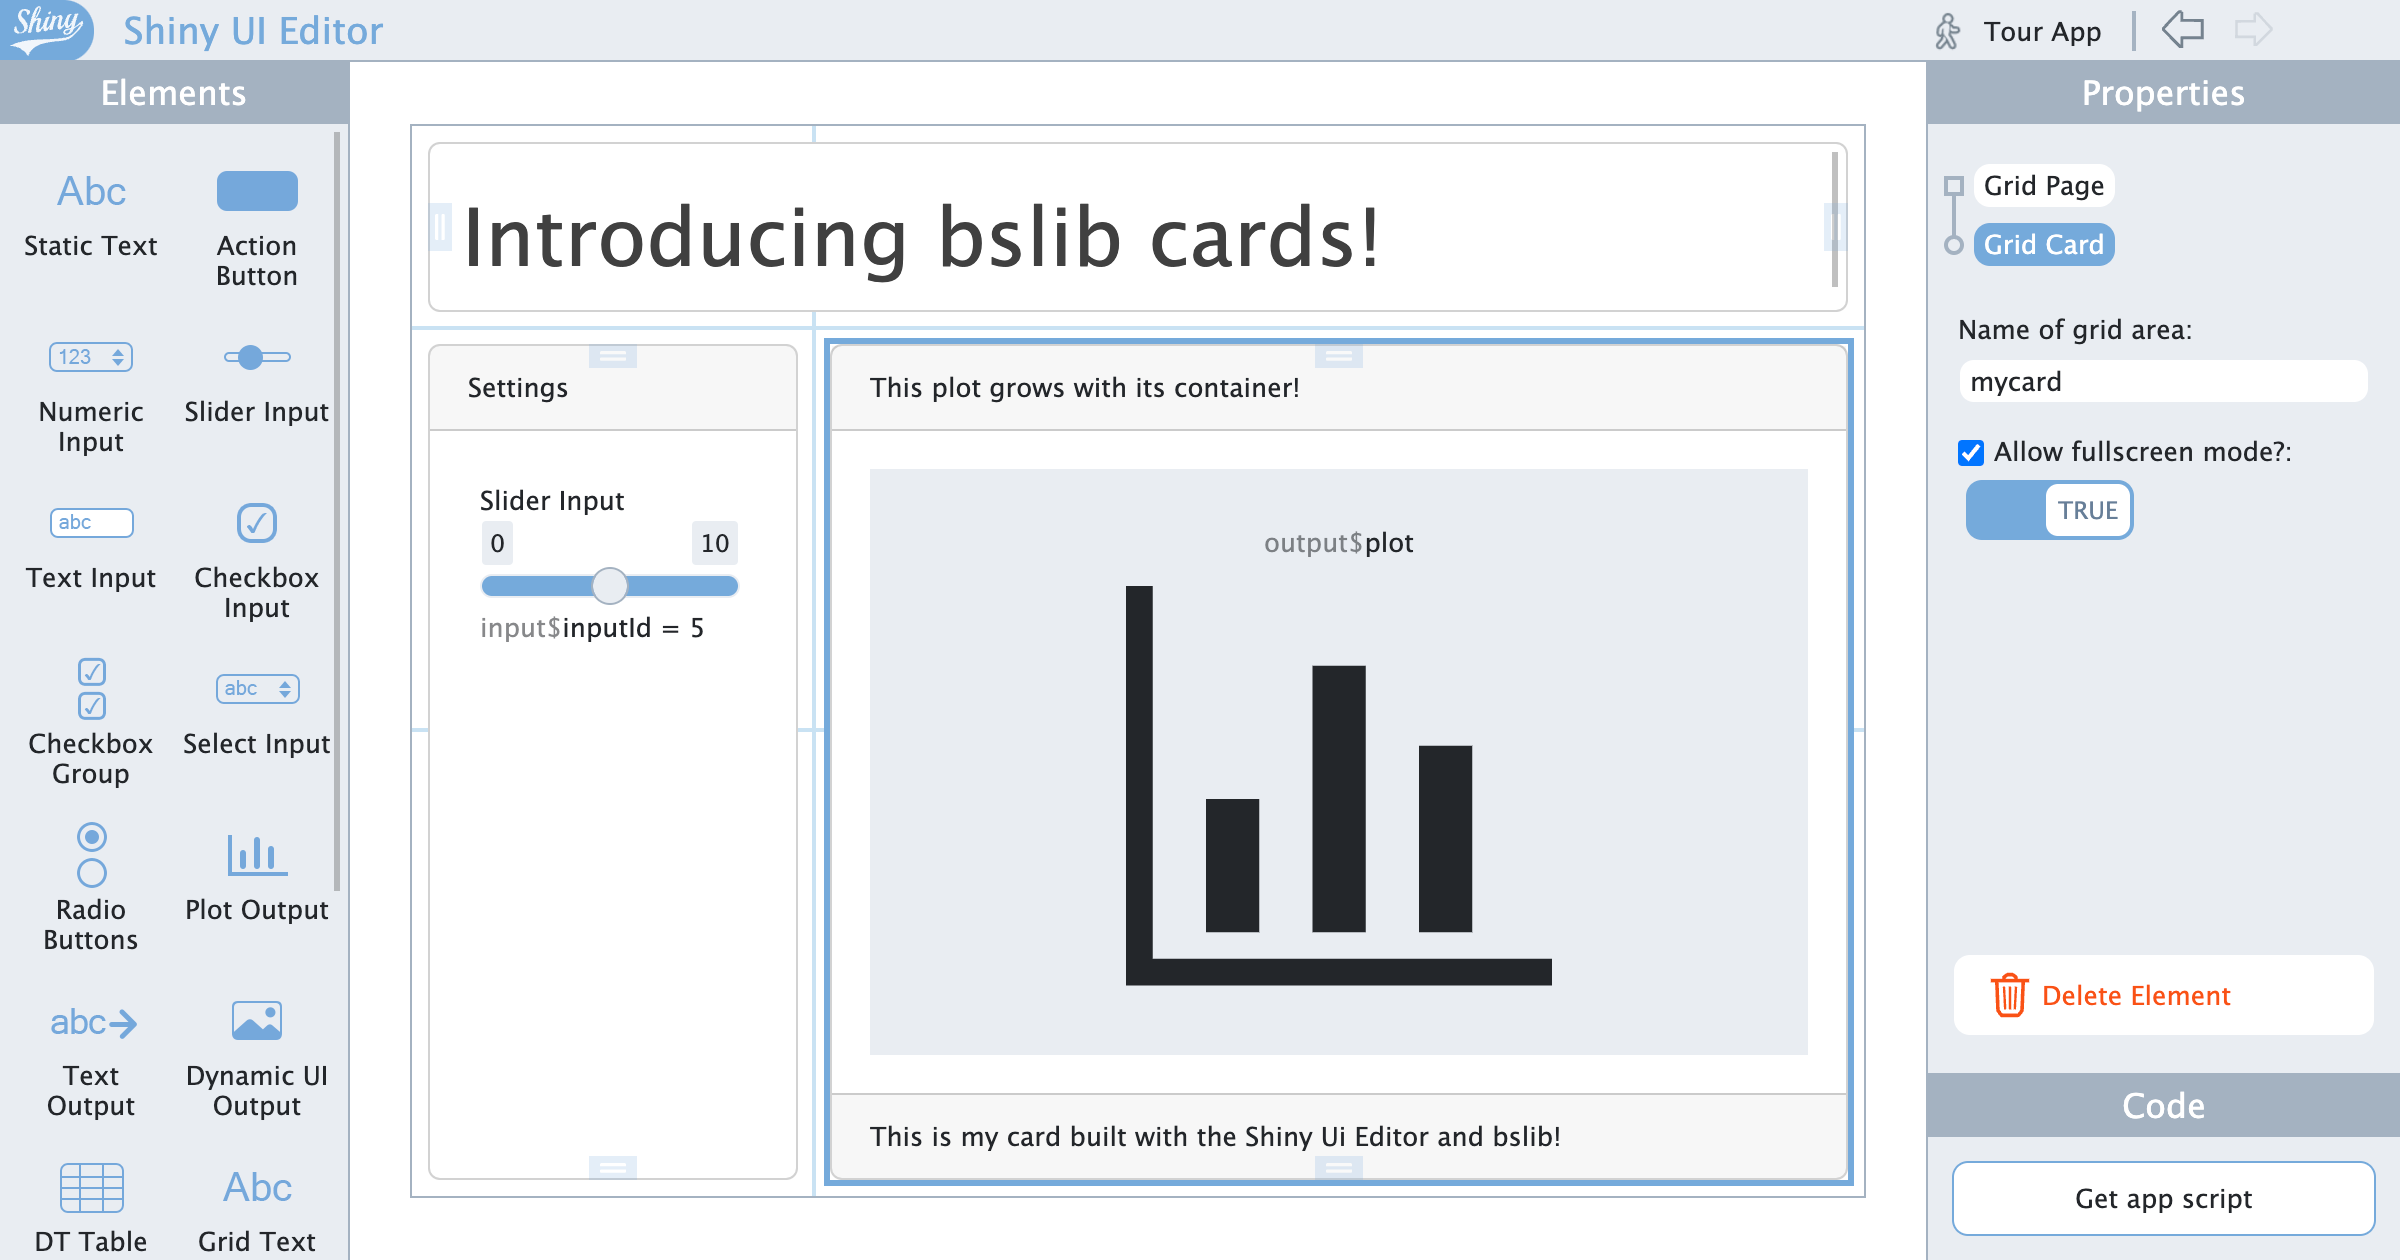 Shiny
Shiny UI Editor
Tour App
Elements
Abc
Static Text
Action
Button
123
Numeric
Input
Slider Input
abc
Text Input
Checkbox
Input
Checkbox
Group
abc
Select Input
Radio
Buttons
Plot Output
abc
Text
Output
Dynamic UI
Output
DT Table
Abc
Grid Text
Introducing bslib cards!
Settings
Slider Input
0 10
input$inputId = 5
This plot grows with its container!
output$plot
This is my card built with the Shiny Ui Editor and bslib!
Properties
Grid Page
Grid Card
Name of grid area:
mycard
Allow fullscreen mode?:
TRUE
Delete Element
Code
Get app script